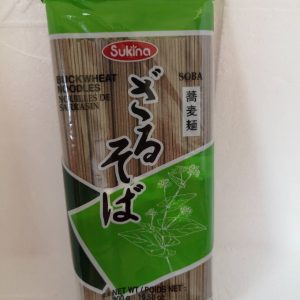 Sukina
BUCKWHEAT
NOODLES
NOUILLES DE
SARRASIN
SOBA
蕎麦麺
ざるそば
NET WT / POIDS NET: